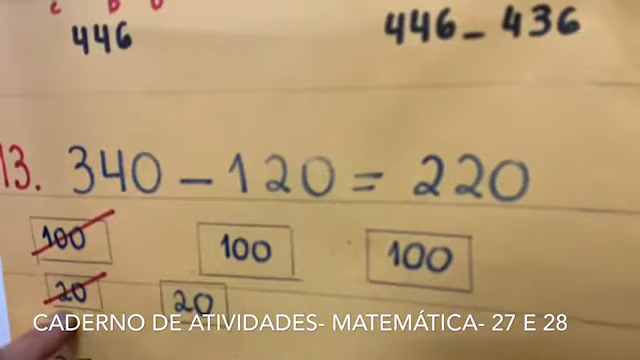 C D U
446 446 - 436
13. 340 - 120 = 220
100 100 100
20 20
CADERNO DE ATIVIDADES- MATEMÁTICA- 27 E 28